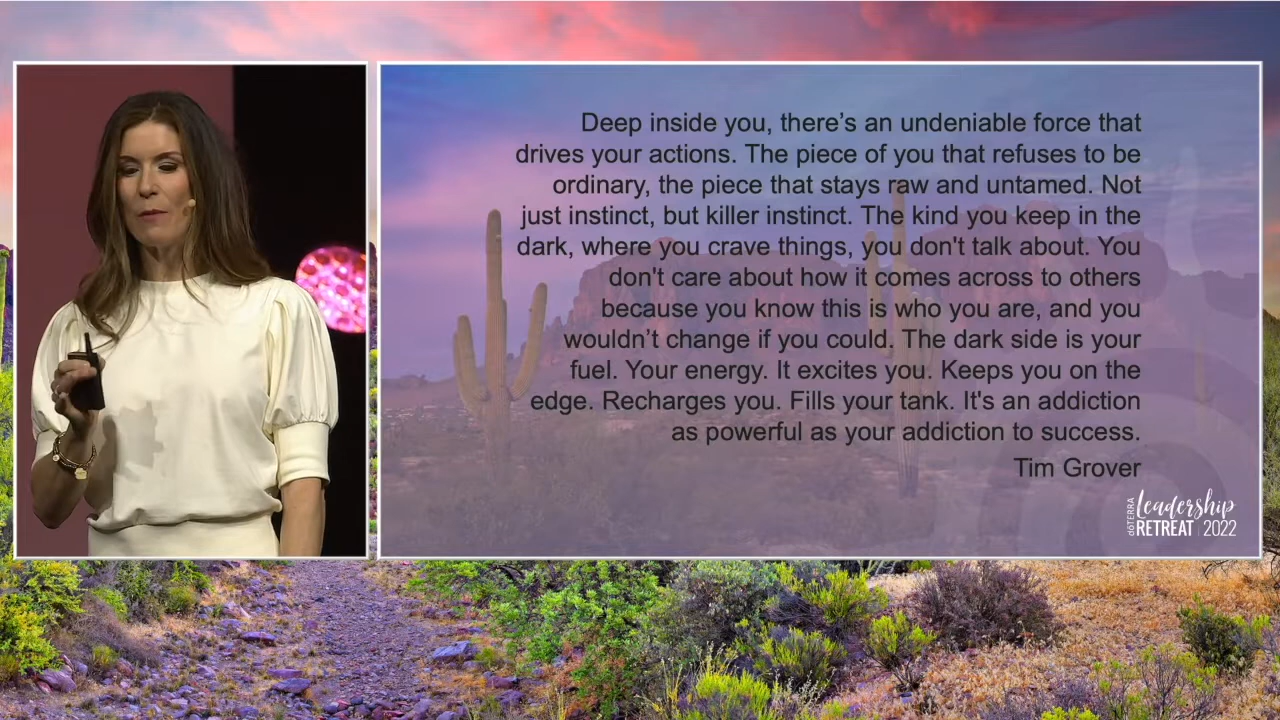 Deep inside you, there’s an undeniable force that
drives your actions. The piece of you that refuses to be
ordinary, the piece that stays raw and untamed. Not
just instinct, but killer instinct. The kind you keep in the
dark, where you crave things, you don't talk about. You
don't care about how it comes across to others
because you know this is who you are, and you
wouldn’t change if you could. The dark side is your
fuel. Your energy. It excites you. Keeps you on the
edge. Recharges you. Fills your tank. It's an addiction
as powerful as your addiction to success.
Tim Grover
dōTERRA
Leadership
RETREAT | 2022